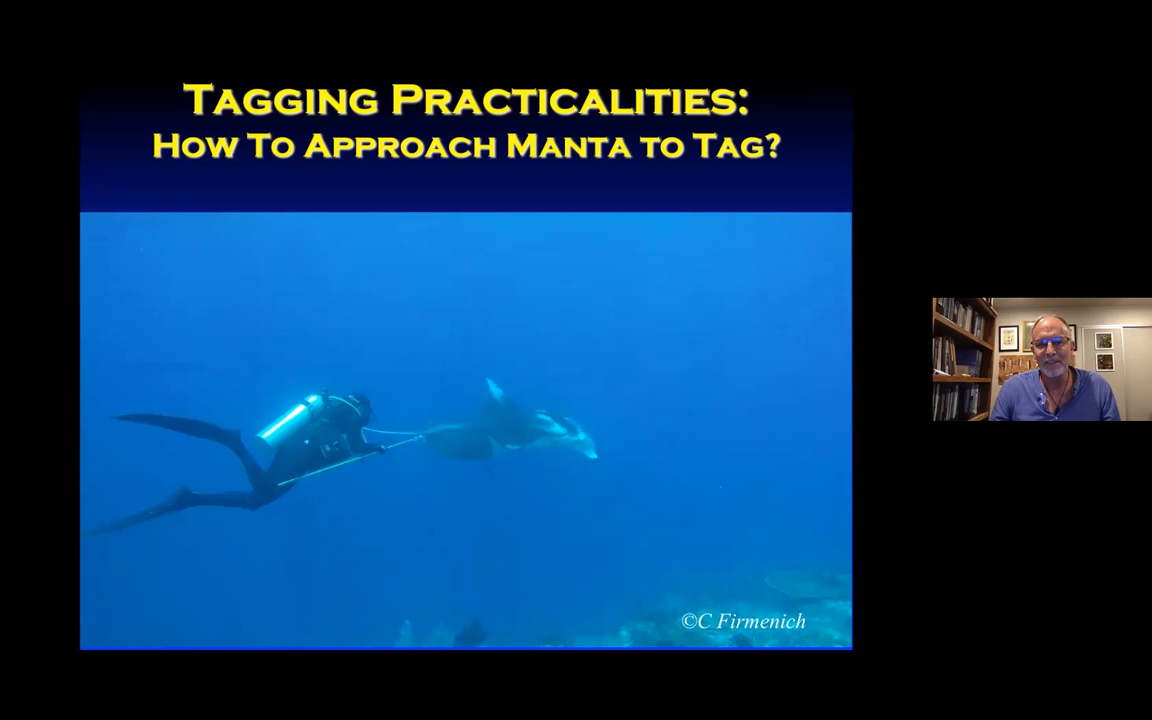 Tagging Practicalities:
How To Approach Manta to Tag?
©C Firmenich